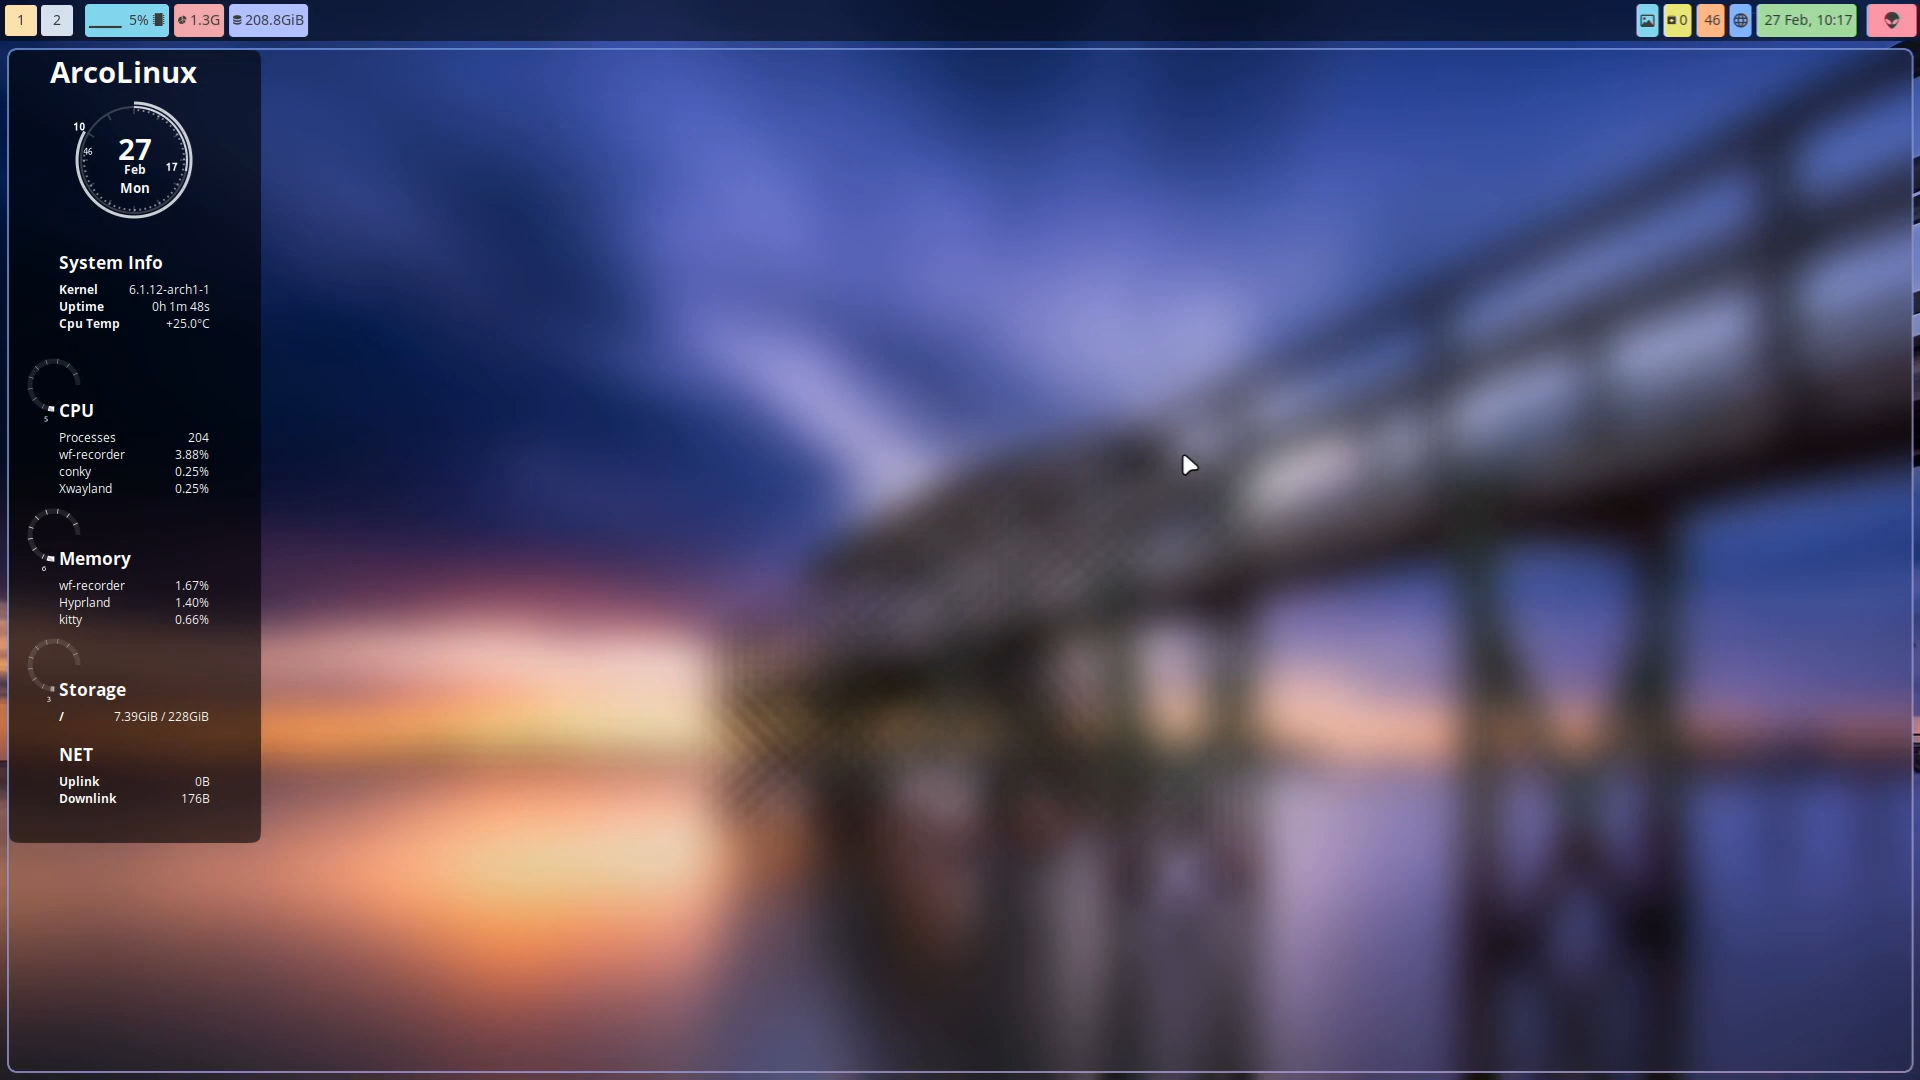 1 2 5% 1.3G 208.8GiB 0 46 27 Feb, 10:17
ArcoLinux
10
46 27 17
Feb
Mon
System Info
Kernel 6.1.12-arch1-1
Uptime 0h 1m 48s
Cpu Temp +25.0°C
5 CPU
Processes 204
wf-recorder 3.88%
conky 0.25%
Xwayland 0.25%
6 Memory
wf-recorder 1.67%
Hyprland 1.40%
kitty 0.66%
3 Storage
/ 7.39GiB / 228GiB
NET
Uplink 0B
Downlink 176B